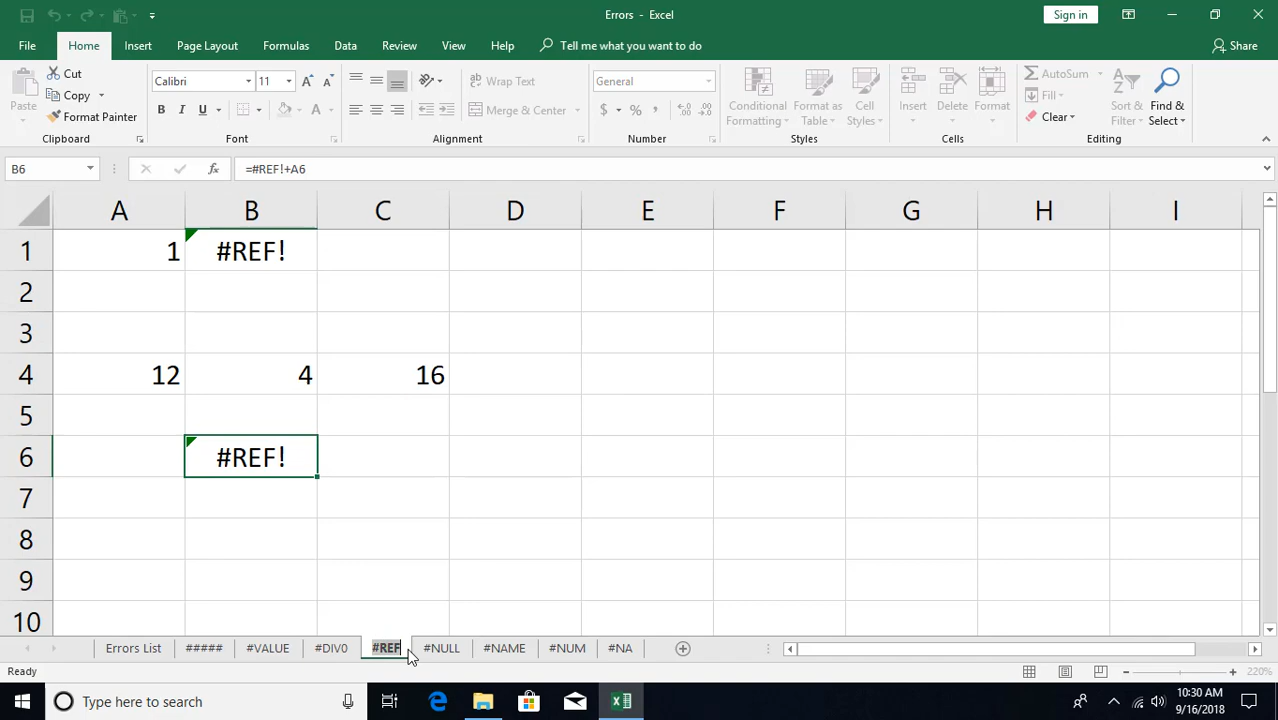 Errors - Excel
Sign in
File Home Insert Page Layout Formulas Data Review View Help Tell me what you want to do Share
Cut
Copy
Format Painter
Paste
Clipboard
Calibri 11
B I U
Font
Wrap Text
Merge & Center
Alignment
General
$ % ,
Number
Conditional Formatting
Format as Table
Cell Styles
Styles
Insert Delete Format
Cells
AutoSum
Fill
Clear
Sort & Filter
Find & Select
Editing
B6 fx =#REF!+A6
A B C D E F G H I
1 1 #REF!
2
3
4 12 4 16
5
6 #REF!
7
8
9
10
Errors List ##### #VALUE #DIV0 #REF #NULL #NAME #NUM #NA
Ready 220%
Type here to search
10:30 AM
9/16/2018